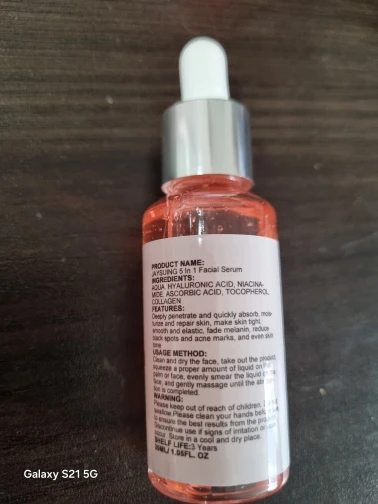 PRODUCT NAME:
JAYSUING 5 In 1 Facial Serum
INGREDIENTS:
AQUA, HYALURONIC ACID, NIACINA-
MIDE, ASCORBIC ACID, TOCOPHEROL,
COLLAGEN
FEATURES:
Deeply penetrate and quickly absorb, mois-
turize and repair skin, make skin tight,
smooth and elastic, fade melanin, reduce
black spots and acne marks, and even skin
tone
USAGE METHOD:
Clean and dry the face, take out the product,
squeeze a proper amount of liquid on the
palm or face, evenly smear the liquid on the
face, and gently massage until the
is completed.
WARNING:
Please keep out of reach of children.
swallow Please clean your hands before
to ensure the best results from the
Discontinue use if signs of irritation or
occur Store in a cool and dry place.
SHELF LIFE:3 Years
30ML/ 1.05FL. OZ
Galaxy S21 5G